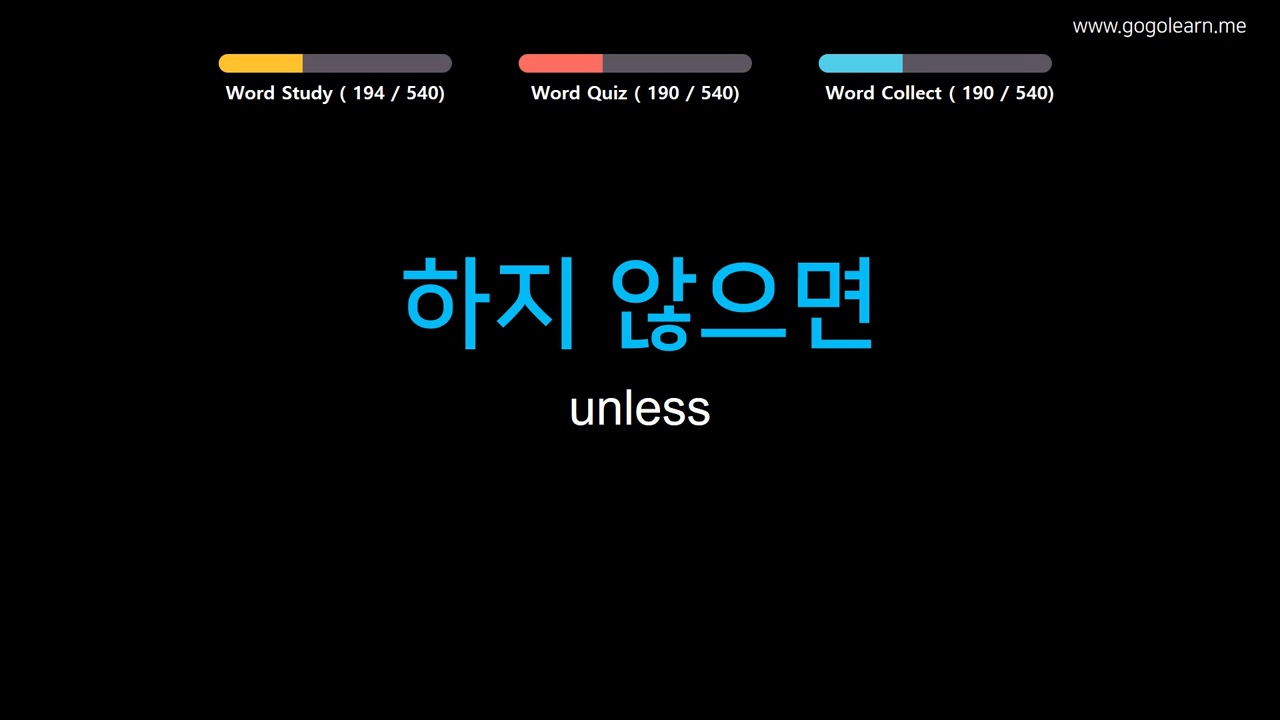 www.gogolearn.me
Word Study ( 194 / 540)
Word Quiz ( 190 / 540)
Word Collect ( 190 / 540)
하지 않으면
unless